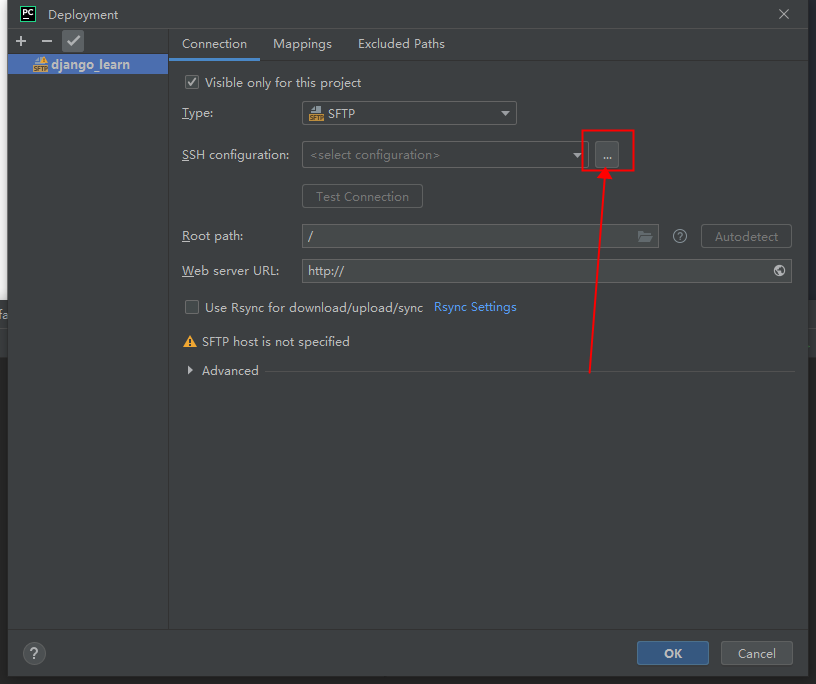 PC Deployment
Connection Mappings Excluded Paths
SFTP django_learn
Visible only for this project
Type: SFTP SFTP
SSH configuration: <select configuration> ...
Test Connection
Root path: / ? Autodetect
Web server URL: http://
Use Rsync for download/upload/sync Rsync Settings
SFTP host is not specified
Advanced
? OK Cancel
fa